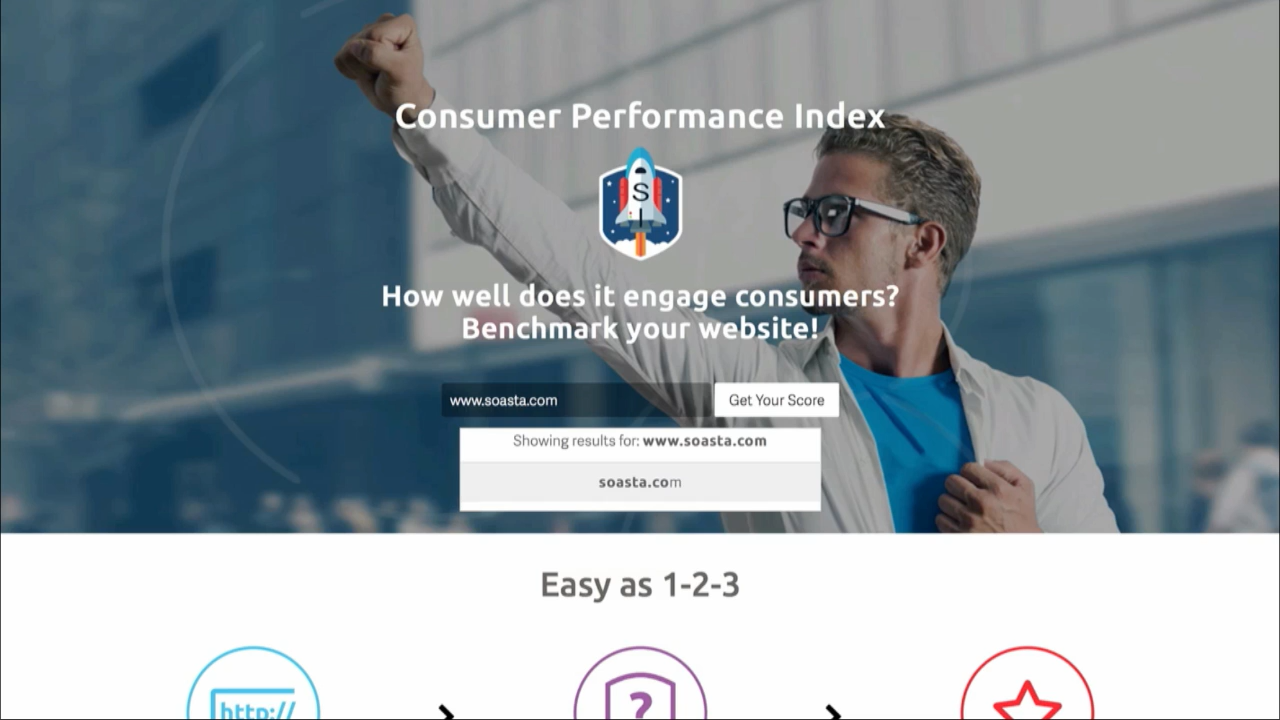 Consumer Performance Index
S
How well does it engage consumers?
Benchmark your website!
www.soasta.com
Get Your Score
Showing results for: www.soasta.com
soasta.com
Easy as 1-2-3
http://
?